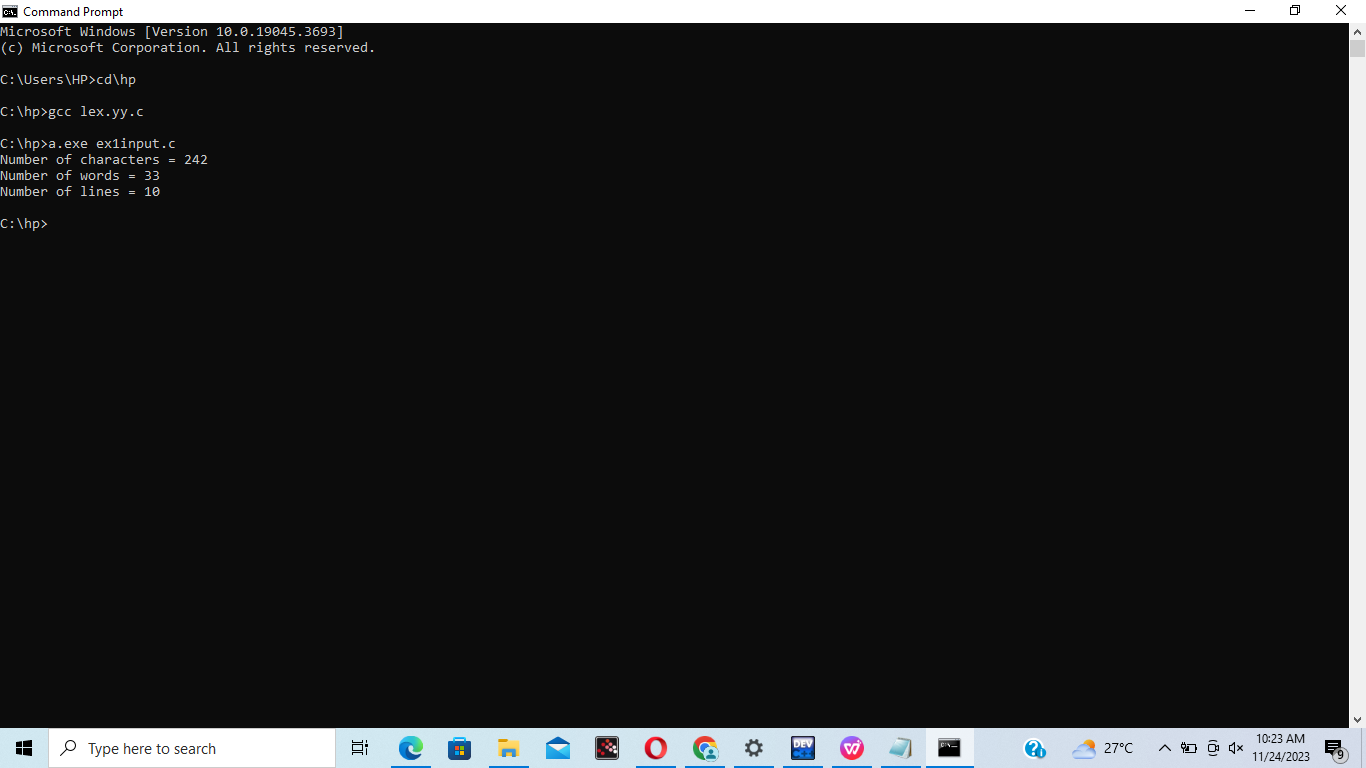 Command Prompt
Microsoft Windows [Version 10.0.19045.3693]
(c) Microsoft Corporation. All rights reserved.
C:\Users\HP>cd\hp
C:\hp>gcc lex.yy.c
C:\hp>a.exe ex1input.c
Number of characters = 242
Number of words = 33
Number of lines = 10
C:\hp>
Type here to search
DEV
27°C
10:23 AM
11/24/2023
9